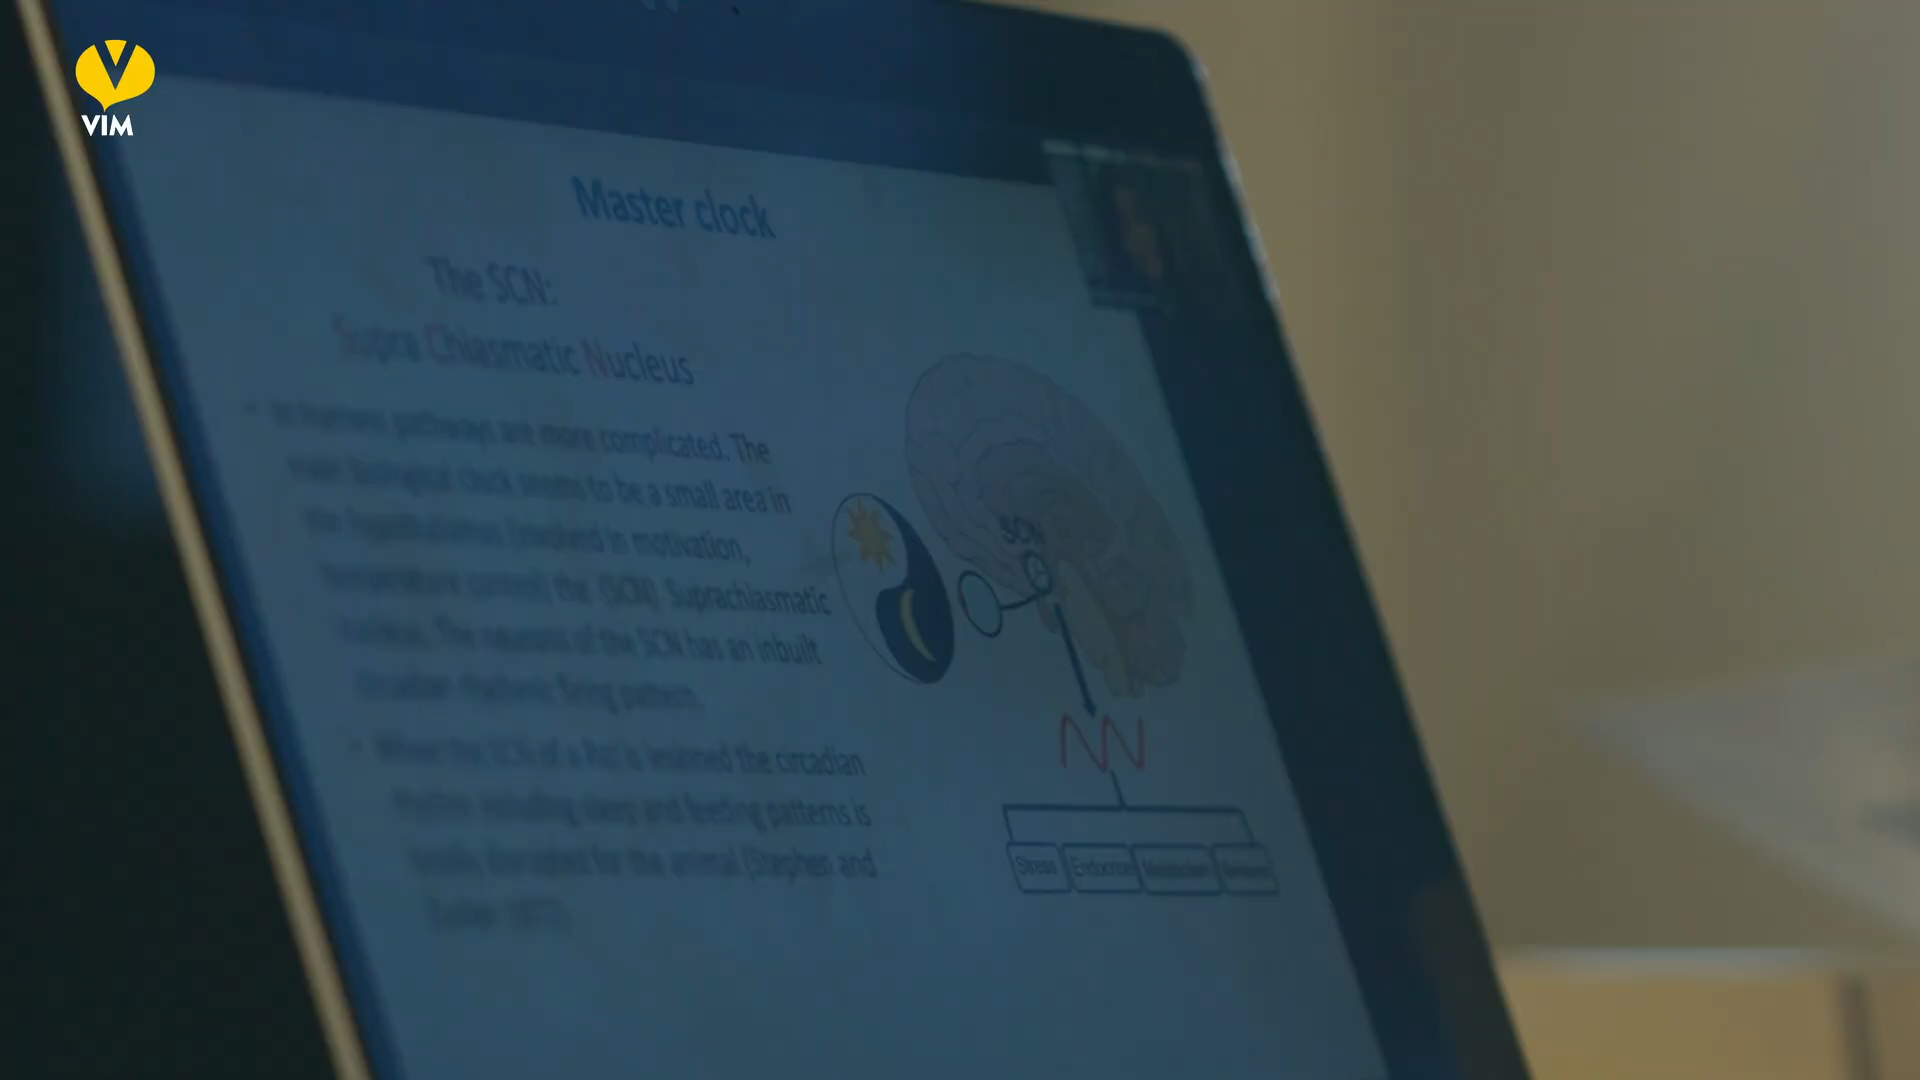 VIM
Master clock
The SCN:
Supra Chiasmatic Nucleus
In humans pathways are more complicated. The
main biological clock seems to be a small area in
the hypothalamus (involved in motivation,
temperature control) the (SCN) Suprachiasmatic
nucleus. The neurons of the SCN has an inbuilt
circadian rhythmic firing pattern.
When the SCN of a Rat is lesioned the circadian
rhythm including sleep and feeding patterns is
totally disrupted for the animal (Stephen and
SCN
Stress
Endocrine
Metabolism